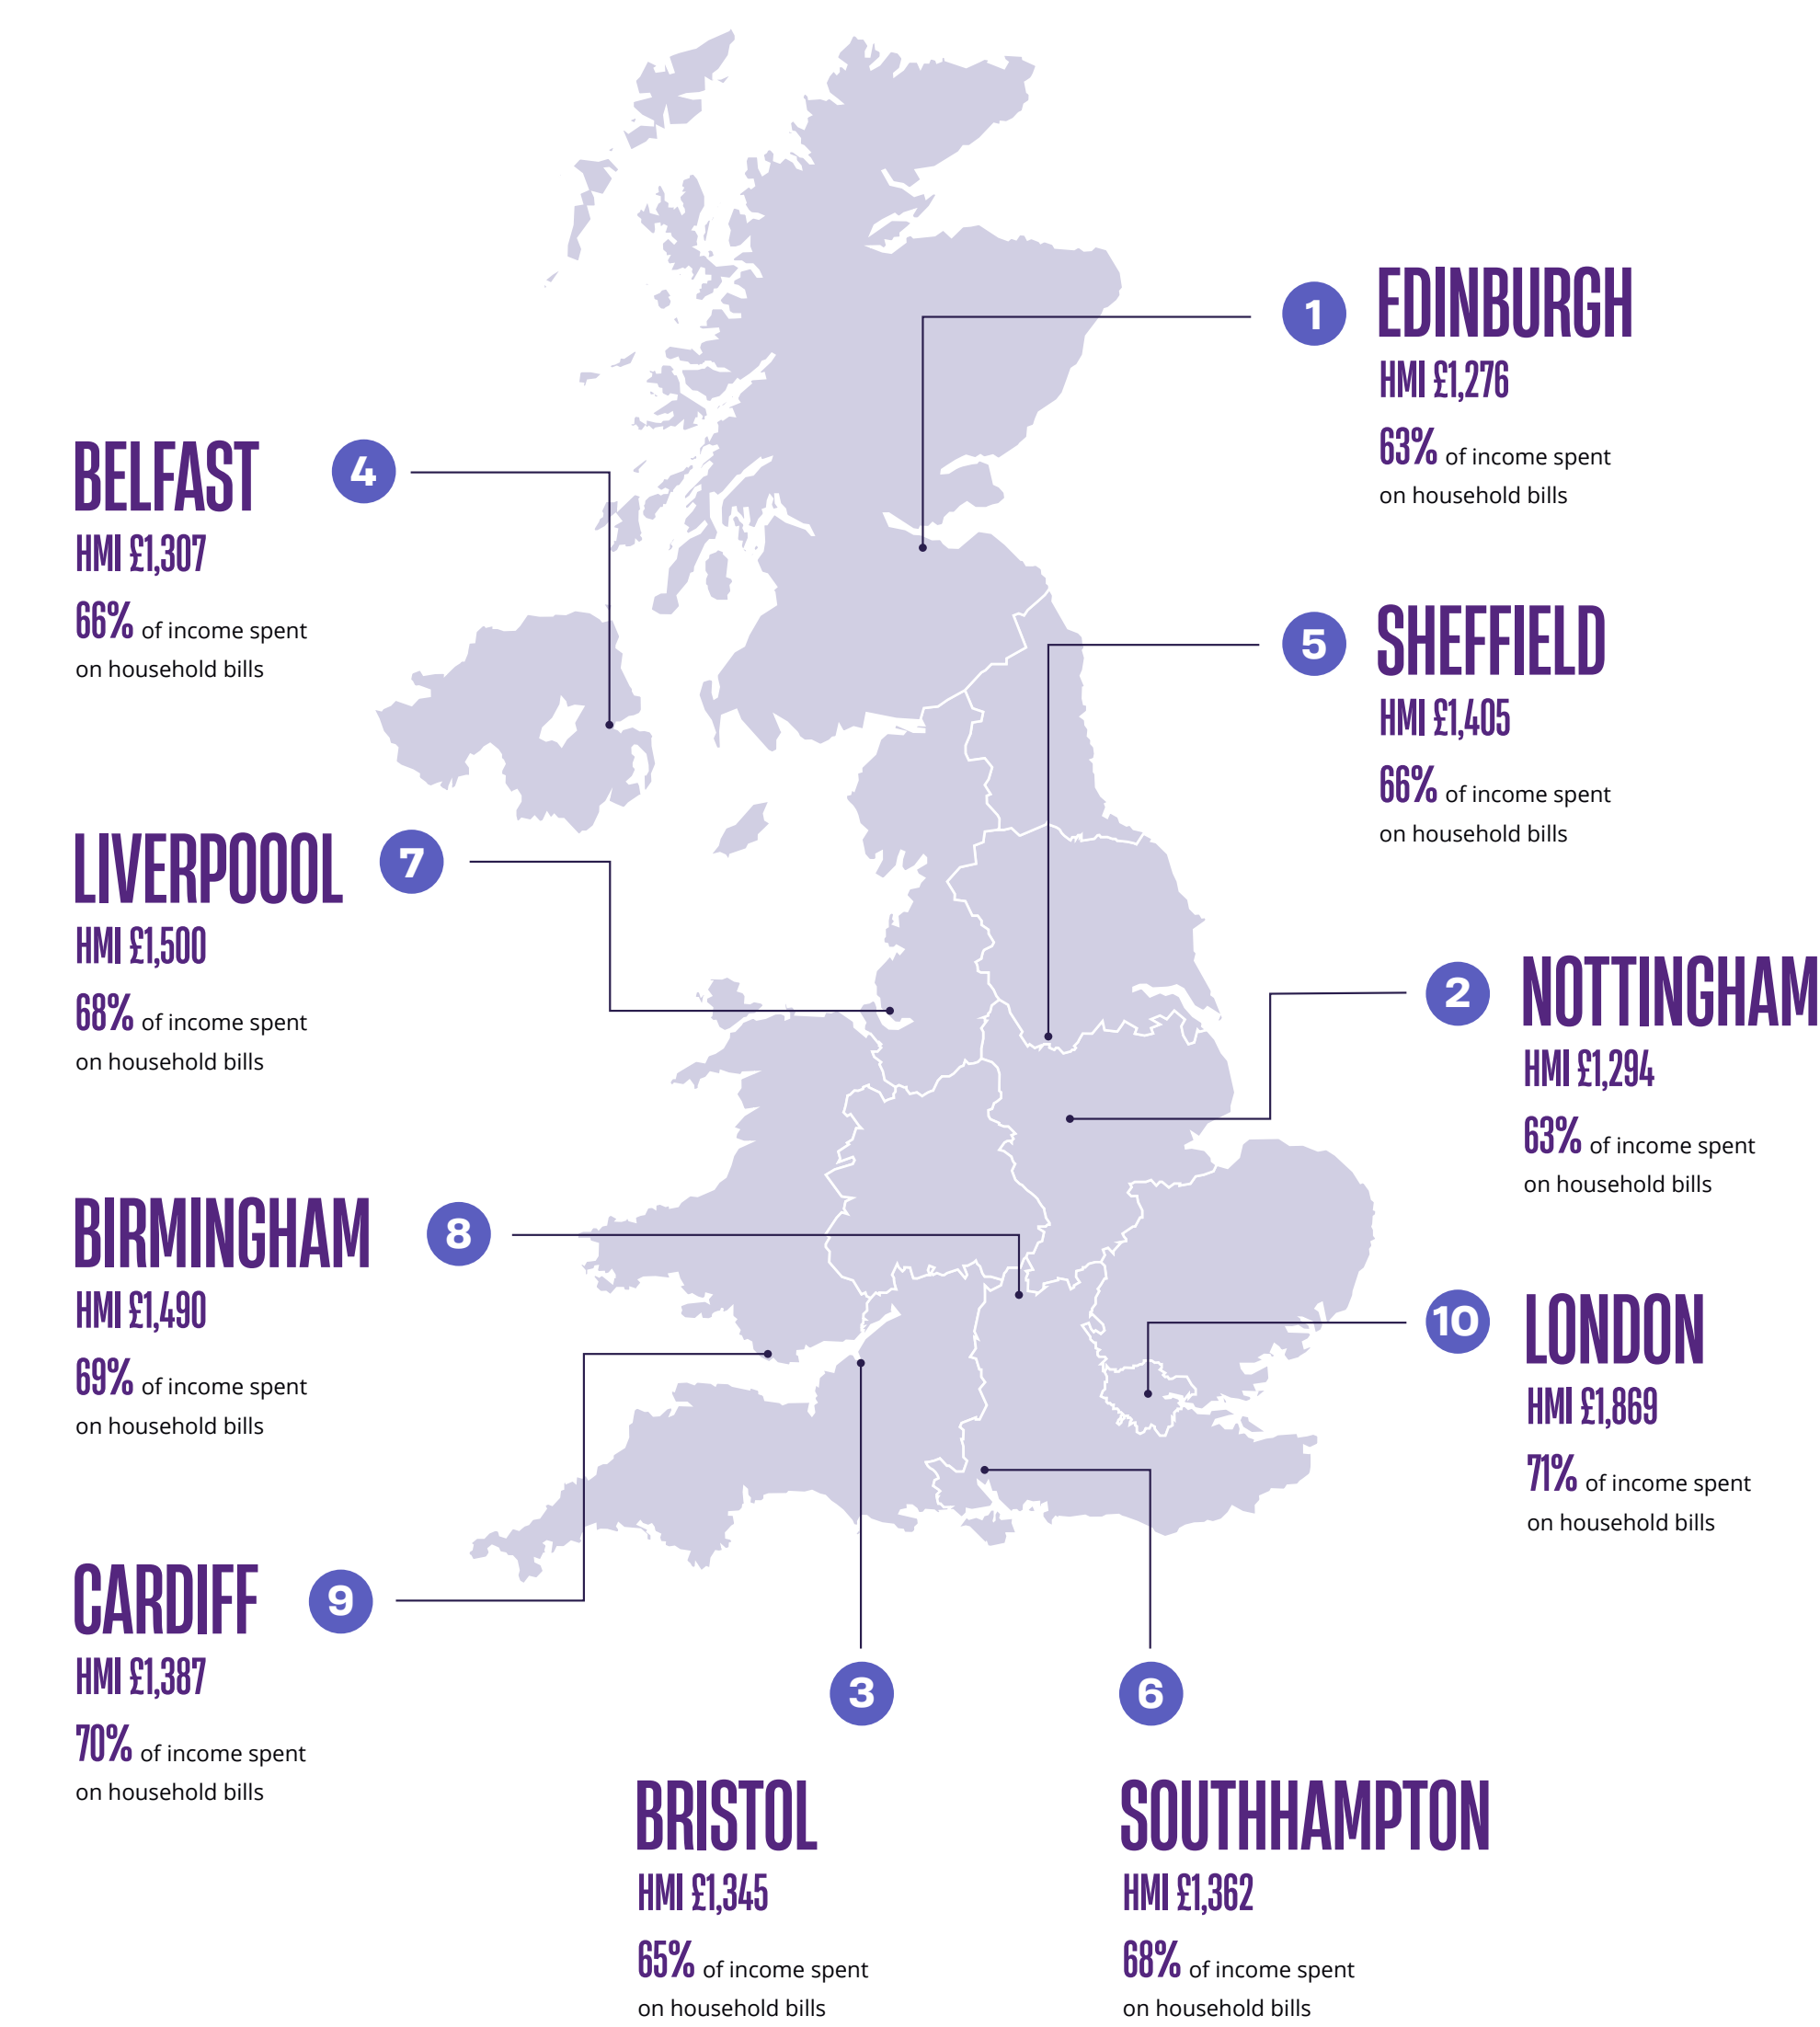 1
EDINBURGH
HMI £1,276
63% of income spent
on household bills
BELFAST
4
HMI £1,307
66% of income spent
on household bills
5
SHEFFIELD
HMI £1,405
66% of income spent
on household bills
LIVERPOOOL
7
HMI £1,500
68% of income spent
on household bills
2
NOTTINGHAM
HMI £1,294
63% of income spent
on household bills
BIRMINGHAM
8
HMI £1,490
69% of income spent
on household bills
10
LONDON
HMI £1,869
71% of income spent
on household bills
CARDIFF
9
HMI £1,387
70% of income spent
on household bills
3
BRISTOL
HMI £1,345
65% of income spent
on household bills
6
SOUTHHAMPTON
HMI £1,362
68% of income spent
on household bills